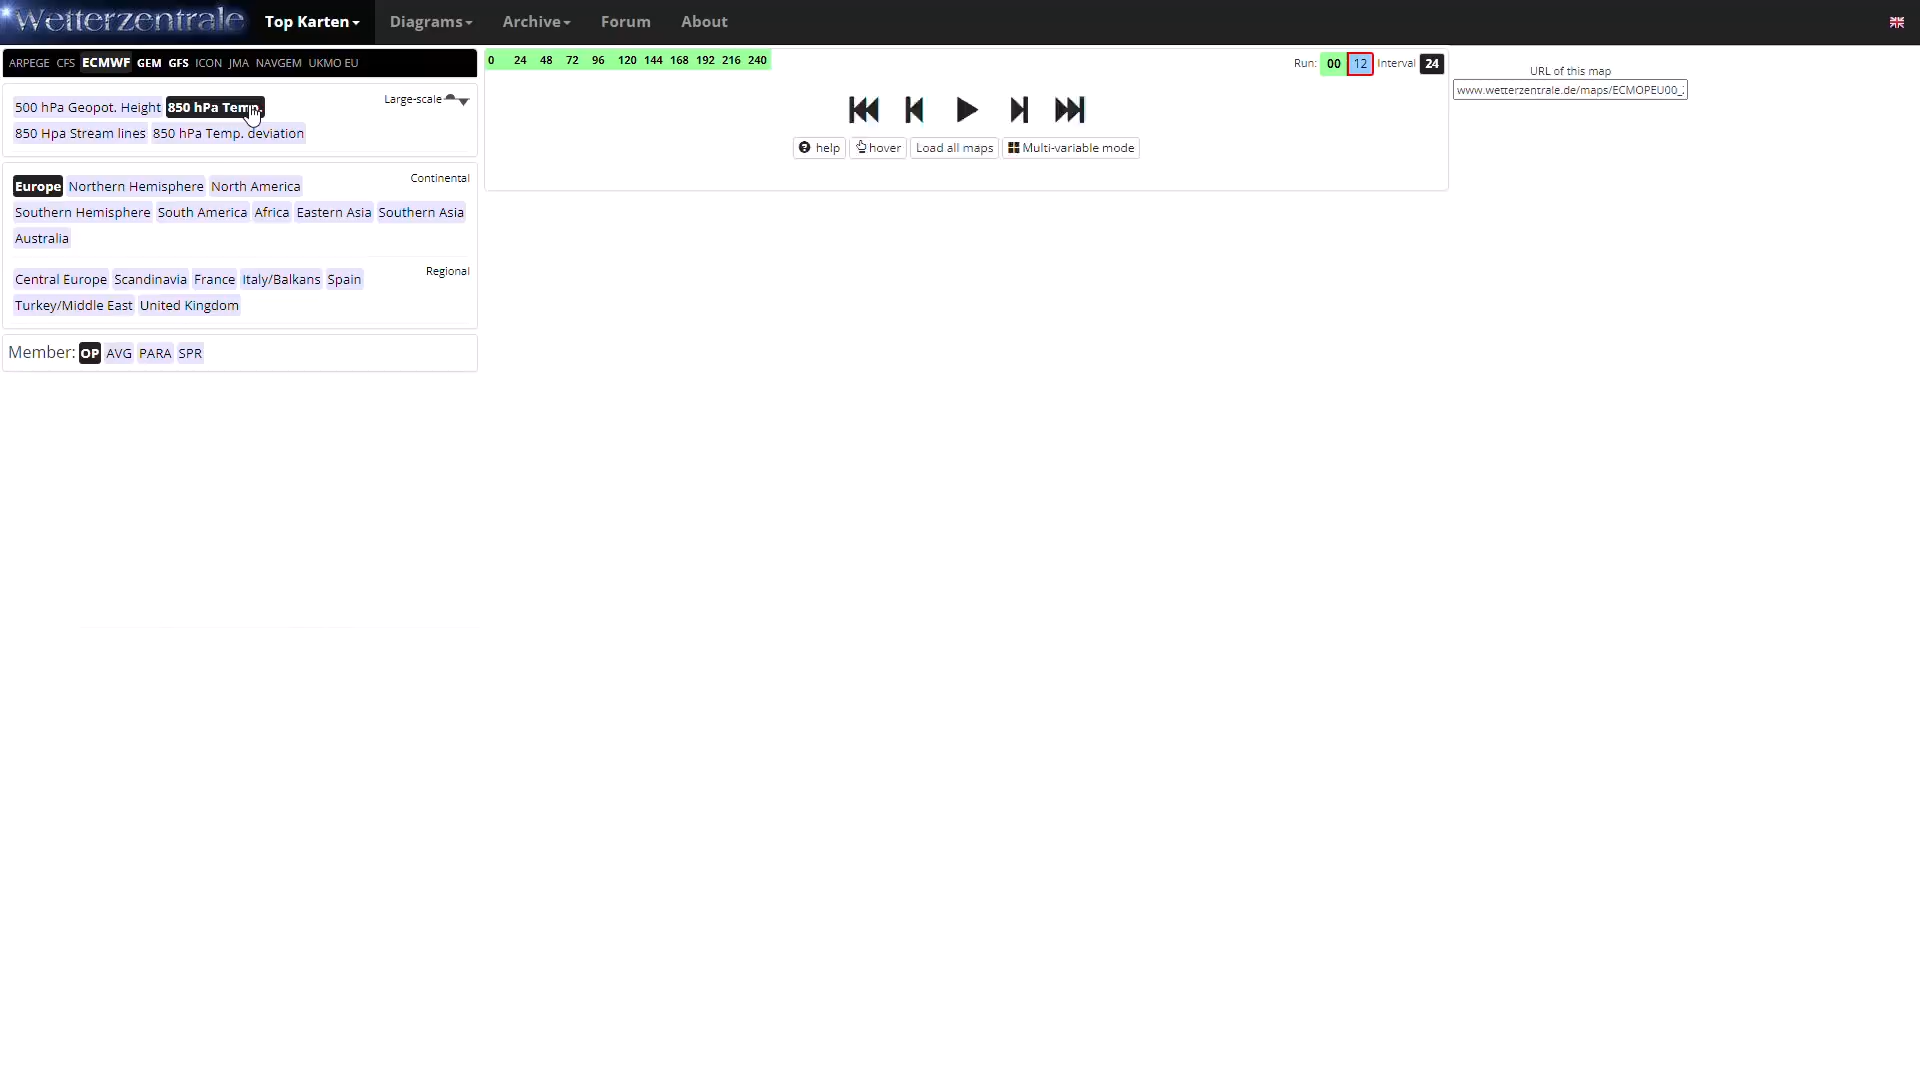 Wetterzentrale Top Karten Diagrams Archive Forum About
ARPEGE CFS ECMWF GEM GFS ICON JMA NAVGEM UKMO EU
500 hPa Geopot. Height 850 hPa Temp. Large-scale
850 Hpa Stream lines 850 hPa Temp. deviation
Continental
Europe Northern Hemisphere North America
Southern Hemisphere South America Africa Eastern Asia Southern Asia
Australia
Regional
Central Europe Scandinavia France Italy/Balkans Spain
Turkey/Middle East United Kingdom
Member: OP AVG PARA SPR
0 24 48 72 96 120 144 168 192 216 240
Run: 00 12 Interval 24
help hover Load all maps Multi-variable mode
URL of this map
www.wetterzentrale.de/maps/ECMOPEU00_